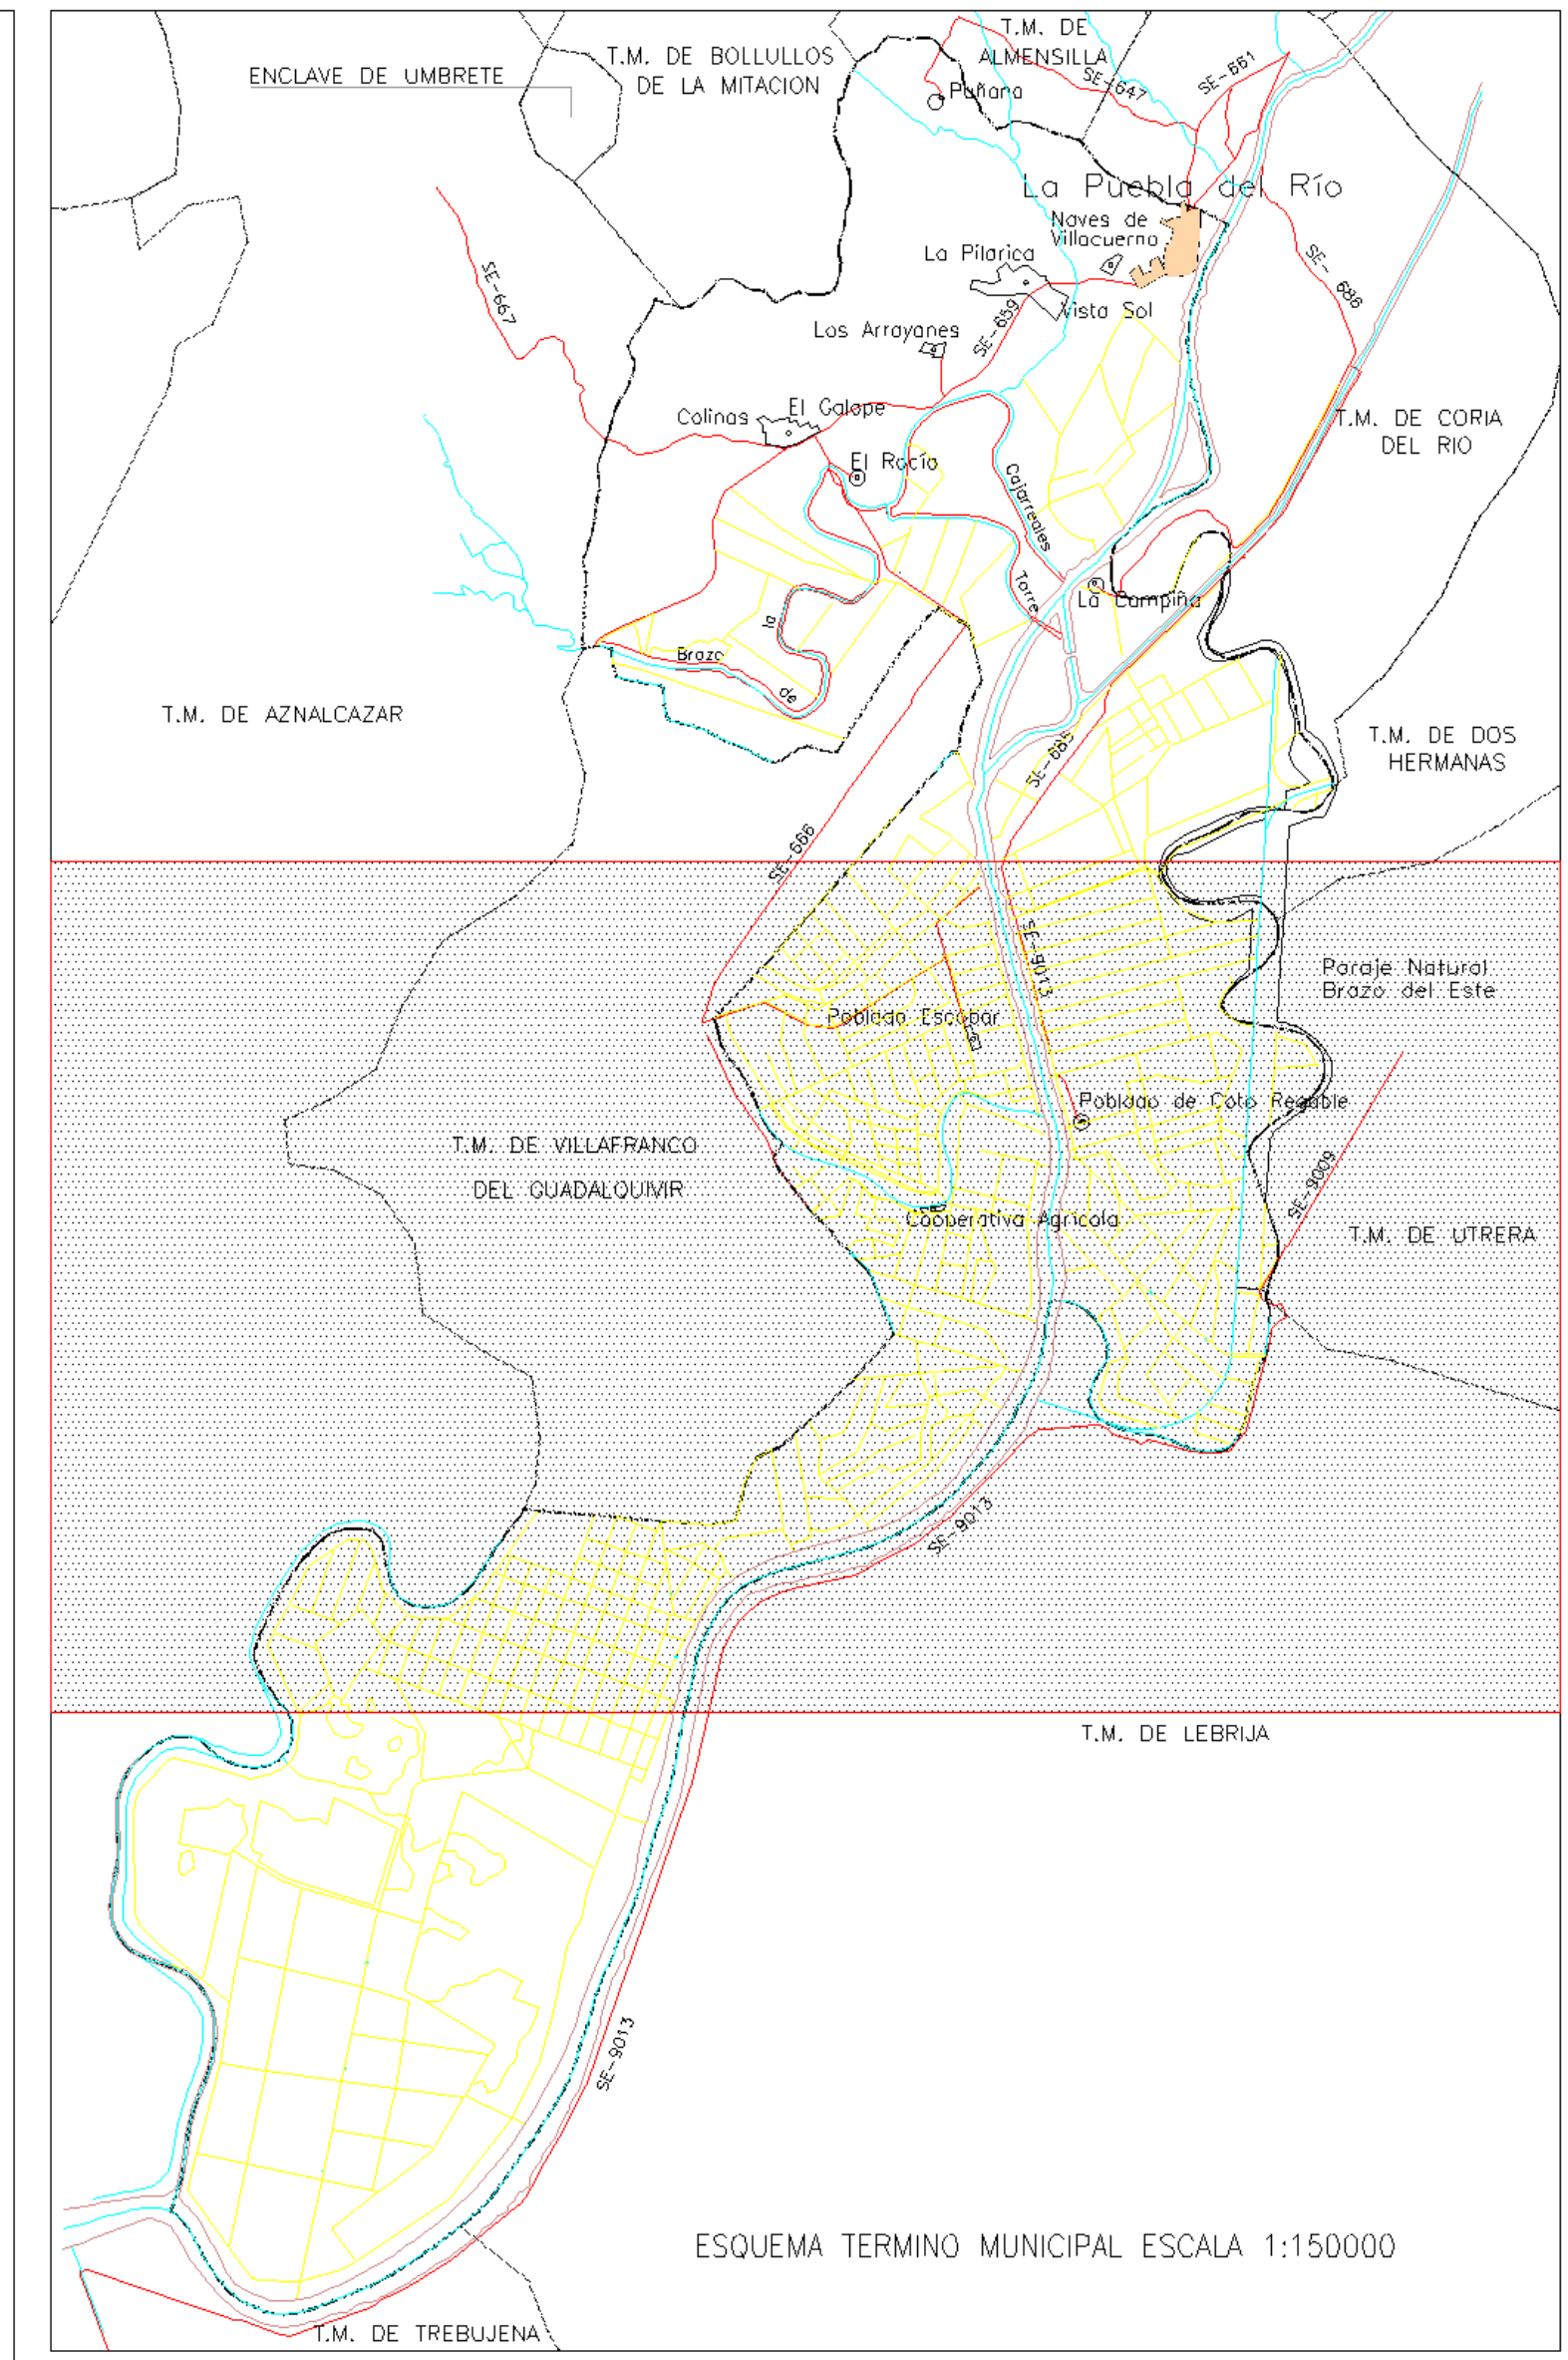 T.M. DE
ALMENSILLA
T.M. DE BOLLULLOS
DE LA MITACION
ENCLAVE DE UMBRETE
SE-661
SE-647
Puñana
La Puebla del Río
Naves de
Villacuerno
La Pilarica
SE-667
SE-686
Vista Sol
SE-659
Los Arrayanes
El Galope
Colinas
T.M. DE CORIA
DEL RIO
El Rocío
Cajarreales
Torre
La Campiña
la
Brazo
de
T.M. DE AZNALCAZAR
T.M. DE DOS
HERMANAS
SE-685
SE-666
SE-9013
Paraje Natural
Brazo del Este
Poblado Escobar
Poblado de Coto Regable
T.M. DE VILLAFRANCO
DEL GUADALQUIVIR
SE-9009
Cooperativa Agricola
T.M. DE UTRERA
SE-9013
T.M. DE LEBRIJA
SE-9013
ESQUEMA TERMINO MUNICIPAL ESCALA 1:150000
T.M. DE TREBUJENA